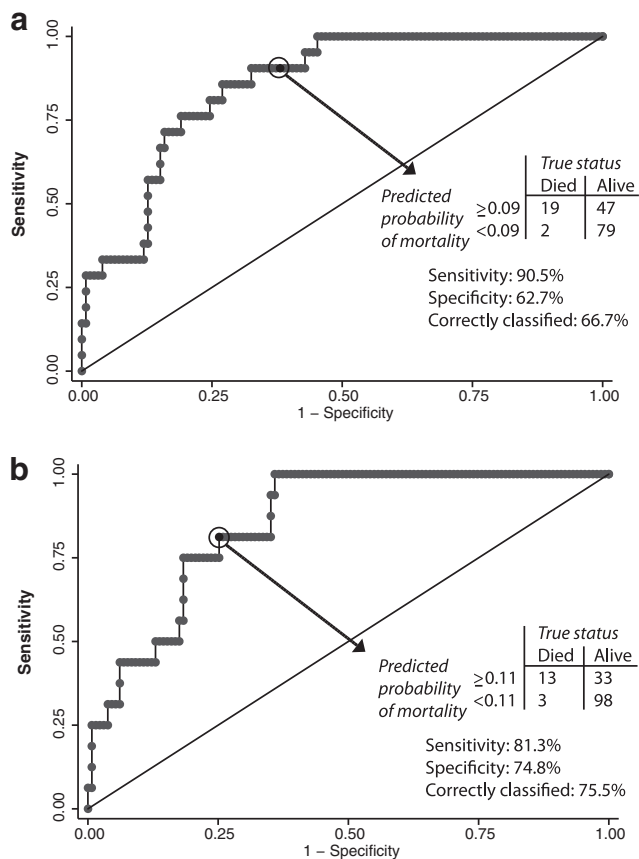 a
Sensitivity
1.00
0.75
0.50
0.25
0.00
True status
Died Alive
Predicted probability of mortality
≥0.09 19 47
<0.09 2 79
Sensitivity: 90.5%
Specificity: 62.7%
Correctly classified: 66.7%
0.00 0.25 0.50 0.75 1.00
1 − Specificity
b
Sensitivity
1.00
0.75
0.50
0.25
0.00
True status
Died Alive
Predicted probability of mortality
≥0.11 13 33
<0.11 3 98
Sensitivity: 81.3%
Specificity: 74.8%
Correctly classified: 75.5%
0.00 0.25 0.50 0.75 1.00
1 − Specificity